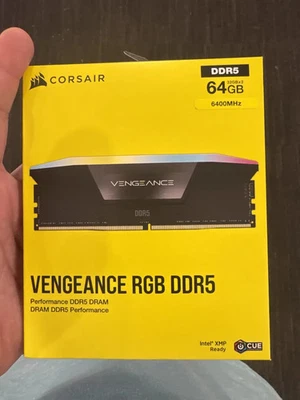 CORSAIR
DDR5
64GB
32GBx2
6400MHz
VENGEANCE
DDR5
VENGEANCE RGB DDR5
Performance DDR5 DRAM
DRAM DDR5 Performance
Intel® XMP
Ready
iCUE